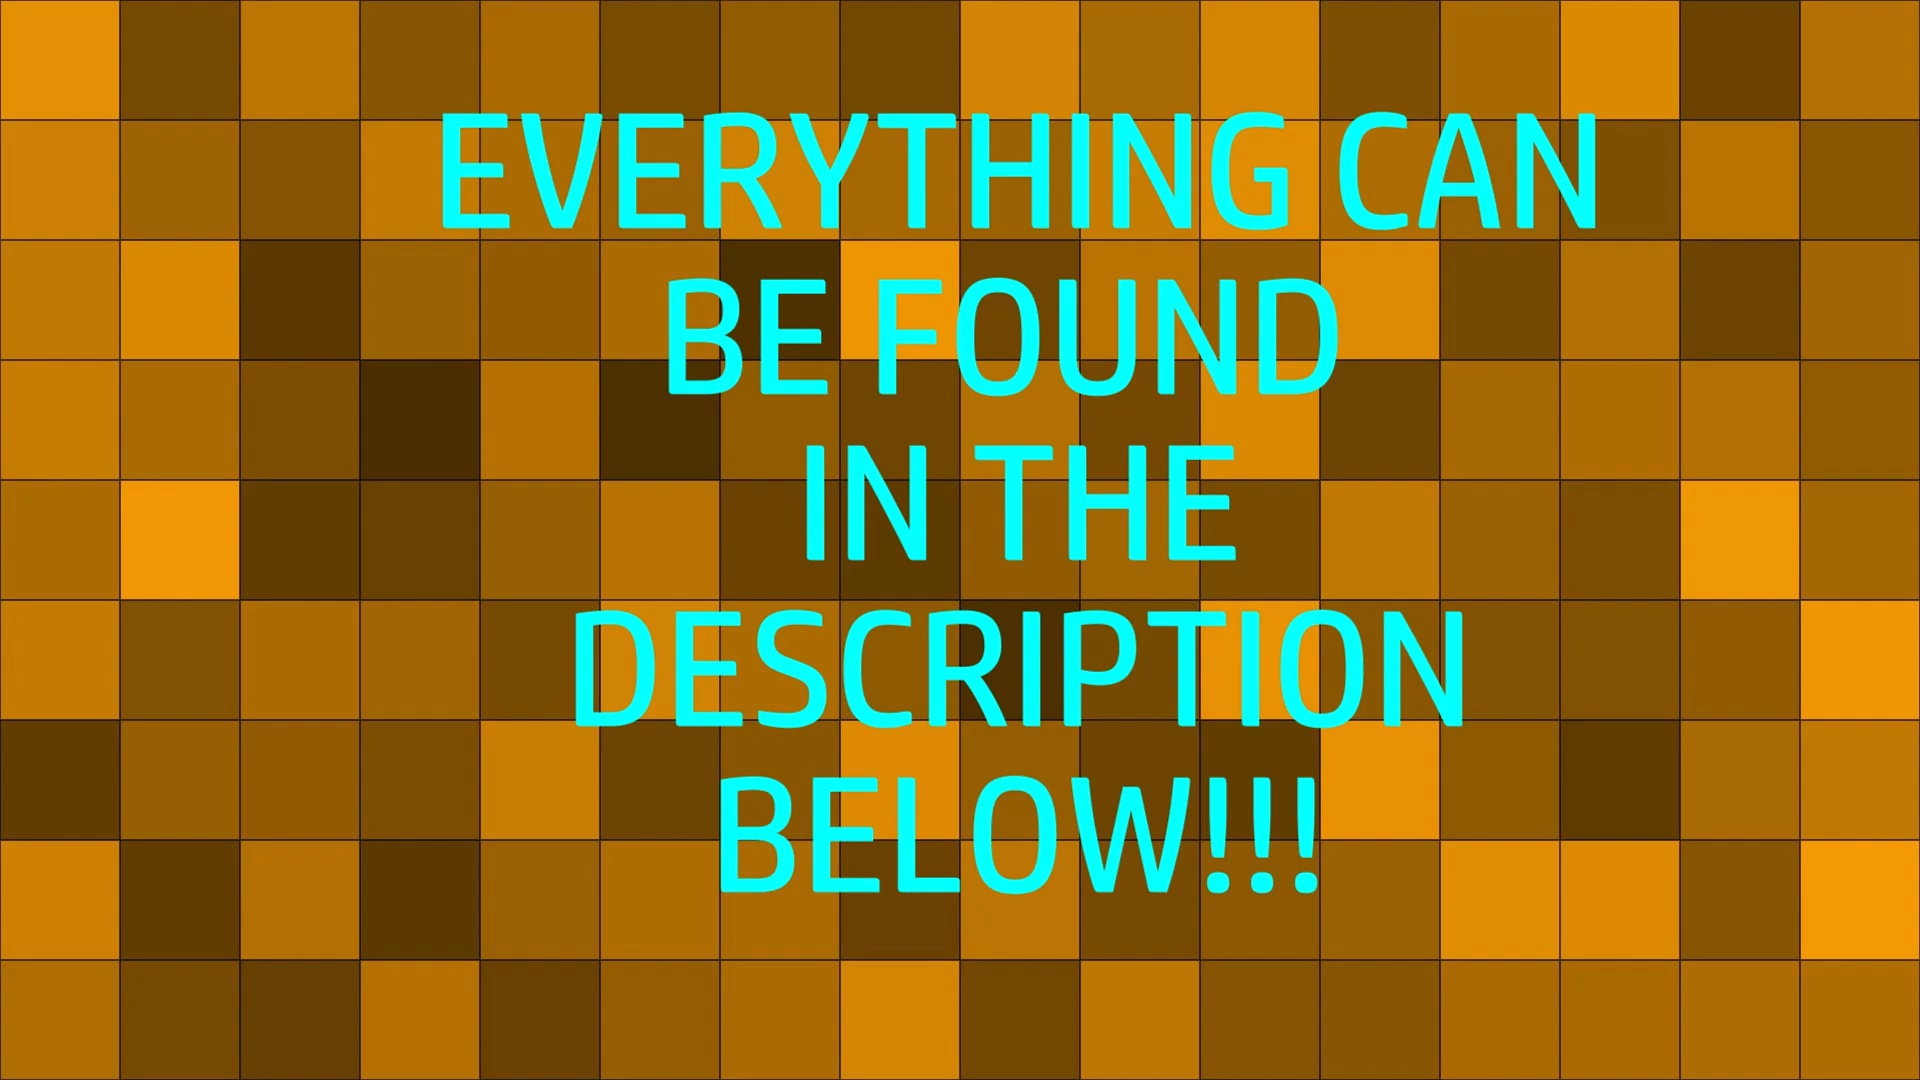 EVERYTHING CAN
BE FOUND
IN THE
DESCRIPTION
BELOW!!!